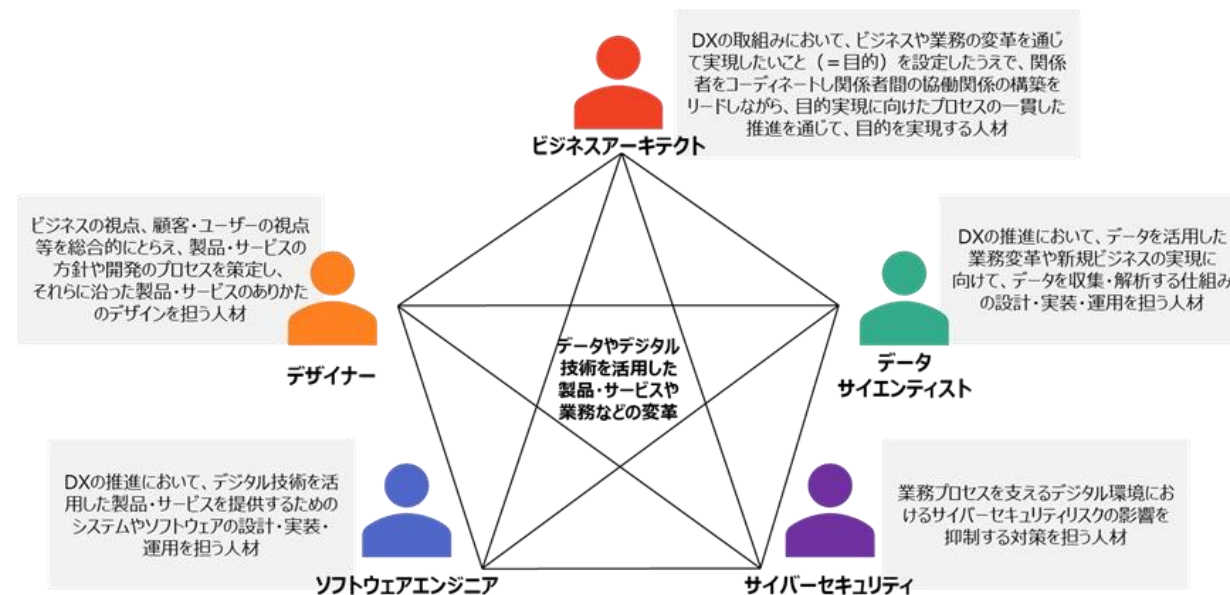 DXの取組みにおいて、ビジネスや業務の変革を通じ
て実現したいこと（＝目的）を設定したうえで、関係
者をコーディネートし関係者間の協働関係の構築を
リードしながら、目的実現に向けたプロセスの一貫した
推進を通じて、目的を実現する人材
ビジネスアーキテクト
ビジネスの視点、顧客・ユーザーの視点
等を総合的にとらえ、製品・サービスの
方針や開発のプロセスを策定し、
それらに沿った製品・サービスのありかた
のデザインを担う人材
デザイナー
DXの推進において、データを活用した
業務変革や新規ビジネスの実現に
向けて、データを収集・解析する仕組み
の設計・実装・運用を担う人材
データ
サイエンティスト
データやデジタル
技術を活用した
製品・サービスや
業務などの変革
DXの推進において、デジタル技術を活
用した製品・サービスを提供するための
システムやソフトウェアの設計・実装・
運用を担う人材
ソフトウェアエンジニア
業務プロセスを支えるデジタル環境にお
けるサイバーセキュリティリスクの影響を
抑制する対策を担う人材
サイバーセキュリティ